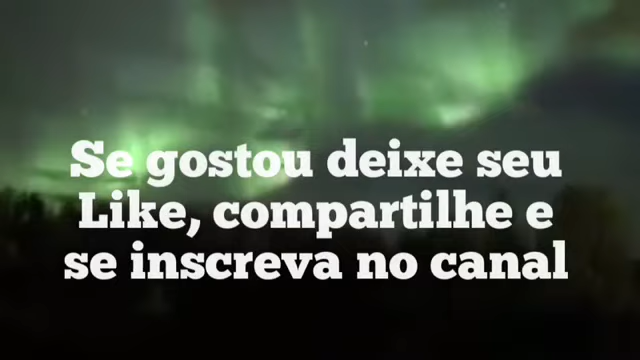 Se gostou deixe seu
Like, compartilhe e
se inscreva no canal